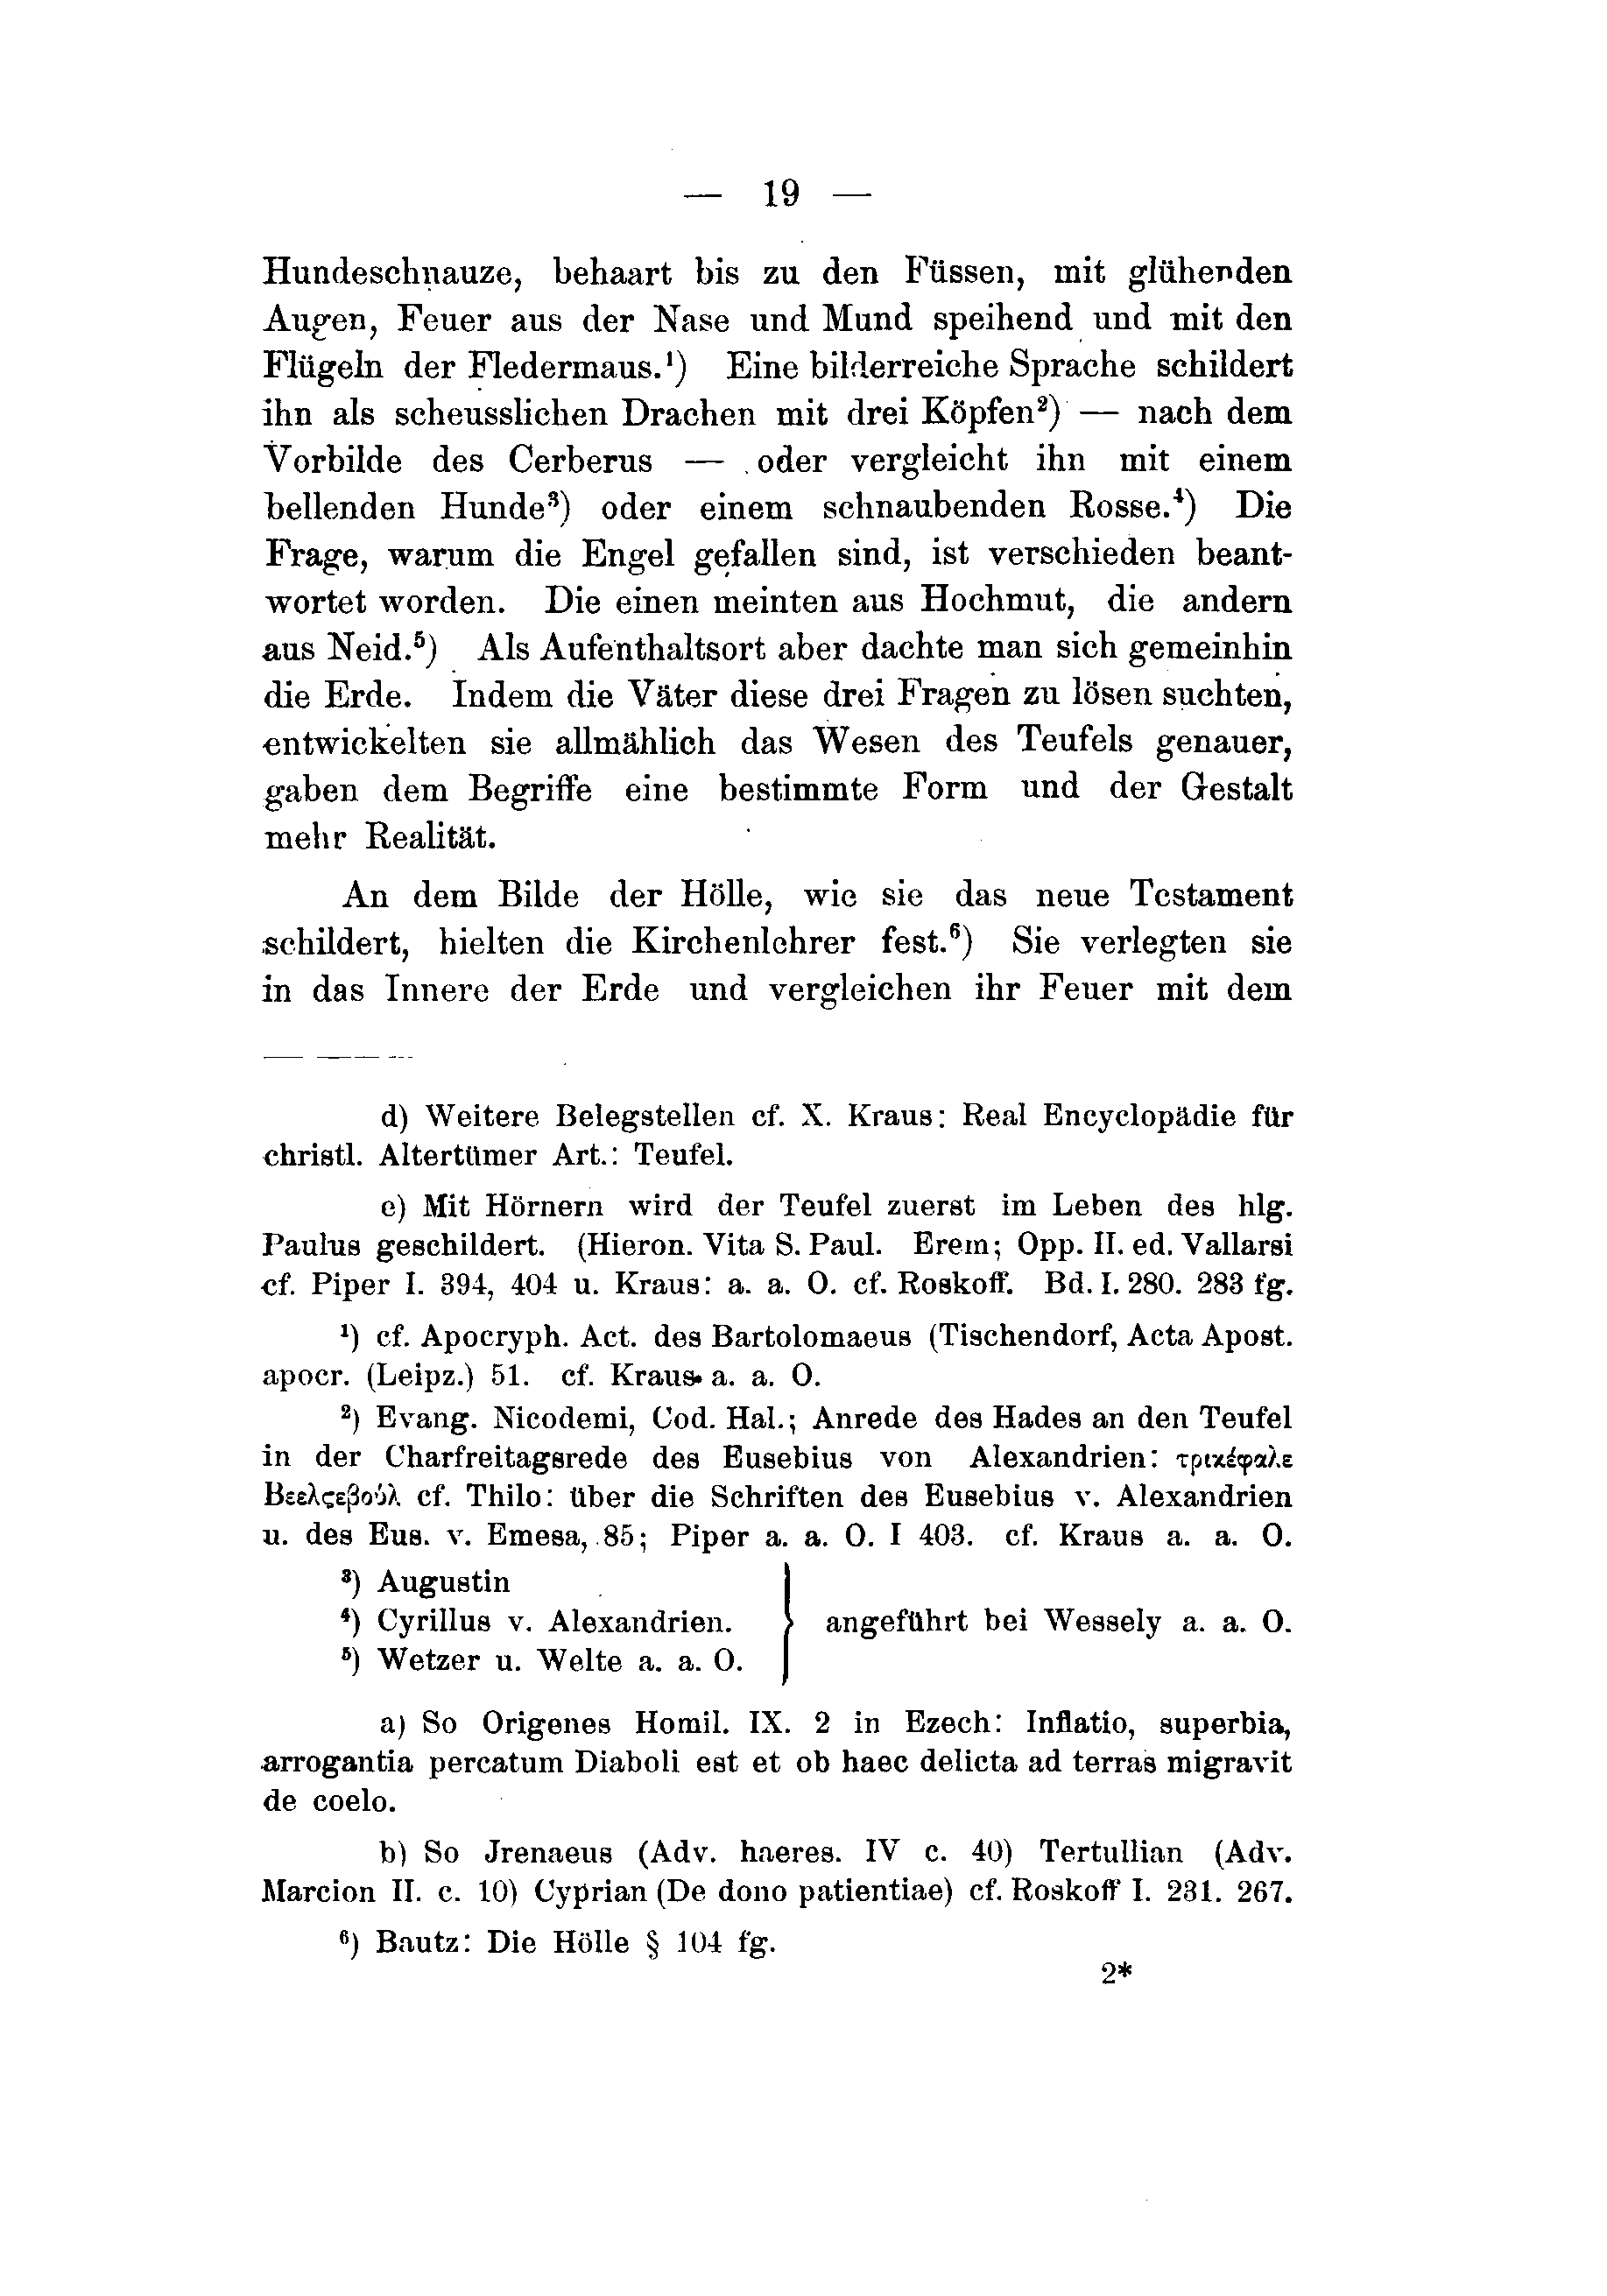 — 19 —
Hundeschnauze, behaart bis zu den Füssen, mit glühenden
Augen, Feuer aus der Nase und Mund speihend und mit den
Flügeln der Fledermaus.¹) Eine bilderreiche Sprache schildert
ihn als scheusslichen Drachen mit drei Köpfen²) — nach dem
Vorbilde des Cerberus — oder vergleicht ihn mit einem
bellenden Hunde³) oder einem schnaubenden Rosse.⁴) Die
Frage, warum die Engel gefallen sind, ist verschieden beant-
wortet worden. Die einen meinten aus Hochmut, die andern
aus Neid.⁵) Als Aufenthaltsort aber dachte man sich gemeinhin
die Erde. Indem die Väter diese drei Fragen zu lösen suchten,
entwickelten sie allmählich das Wesen des Teufels genauer,
gaben dem Begriffe eine bestimmte Form und der Gestalt
mehr Realität.
An dem Bilde der Hölle, wie sie das neue Testament
schildert, hielten die Kirchenlehrer fest.⁶) Sie verlegten sie
in das Innere der Erde und vergleichen ihr Feuer mit dem
d) Weitere Belegstellen cf. X. Kraus: Real Encyclopädie für
christl. Altertümer Art.: Teufel.
e) Mit Hörnern wird der Teufel zuerst im Leben des hlg.
Paulus geschildert. (Hieron. Vita S. Paul. Erem; Opp. II. ed. Vallarsi
cf. Piper I. 394, 404 u. Kraus: a. a. O. cf. Roskoff. Bd. I. 280. 283 fg.
¹) cf. Apocryph. Act. des Bartolomaeus (Tischendorf, Acta Apost.
apocr. (Leipz.) 51. cf. Kraus. a. a. O.
²) Evang. Nicodemi, Cod. Hal.; Anrede des Hades an den Teufel
in der Charfreitagsrede des Eusebius von Alexandrien: τρικέφαλε
Βεελςεβούλ cf. Thilo: über die Schriften des Eusebius v. Alexandrien
u. des Eus. v. Emesa, 85; Piper a. a. O. I 403. cf. Kraus a. a. O.
³) Augustin
⁴) Cyrillus v. Alexandrien. } angeführt bei Wessely a. a. O.
⁵) Wetzer u. Welte a. a. O.
a) So Origenes Homil. IX. 2 in Ezech: Inflatio, superbia,
arrogantia percatum Diaboli est et ob haec delicta ad terras migravit
de coelo.
b) So Jrenaeus (Adv. haeres. IV c. 40) Tertullian (Adv.
Marcion II. c. 10) Cyprian (De dono patientiae) cf. Roskoff I. 231. 267.
⁶) Bautz: Die Hölle § 104 fg.
2*